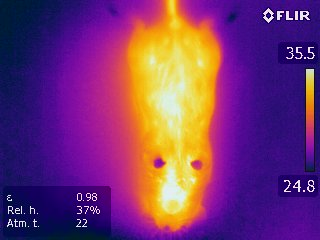 FLIR
35.5
24.8
ε 0.98
Rel. h. 37%
Atm. t. 22